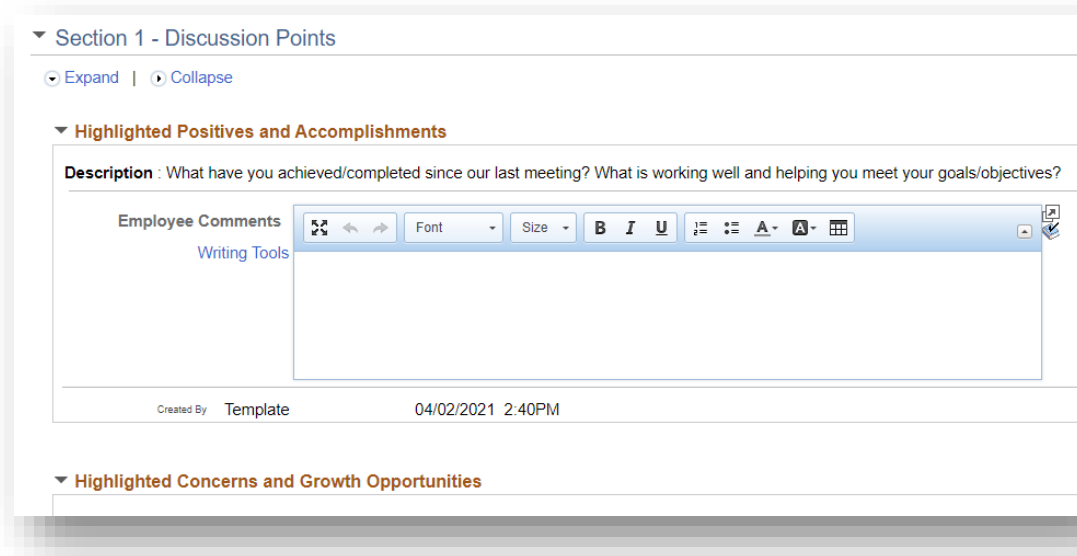 Section 1 - Discussion Points
Expand | Collapse
Highlighted Positives and Accomplishments
Description : What have you achieved/completed since our last meeting? What is working well and helping you meet your goals/objectives?
Employee Comments
Font Size B I U A A
Writing Tools
Created By Template 04/02/2021 2:40PM
Highlighted Concerns and Growth Opportunities